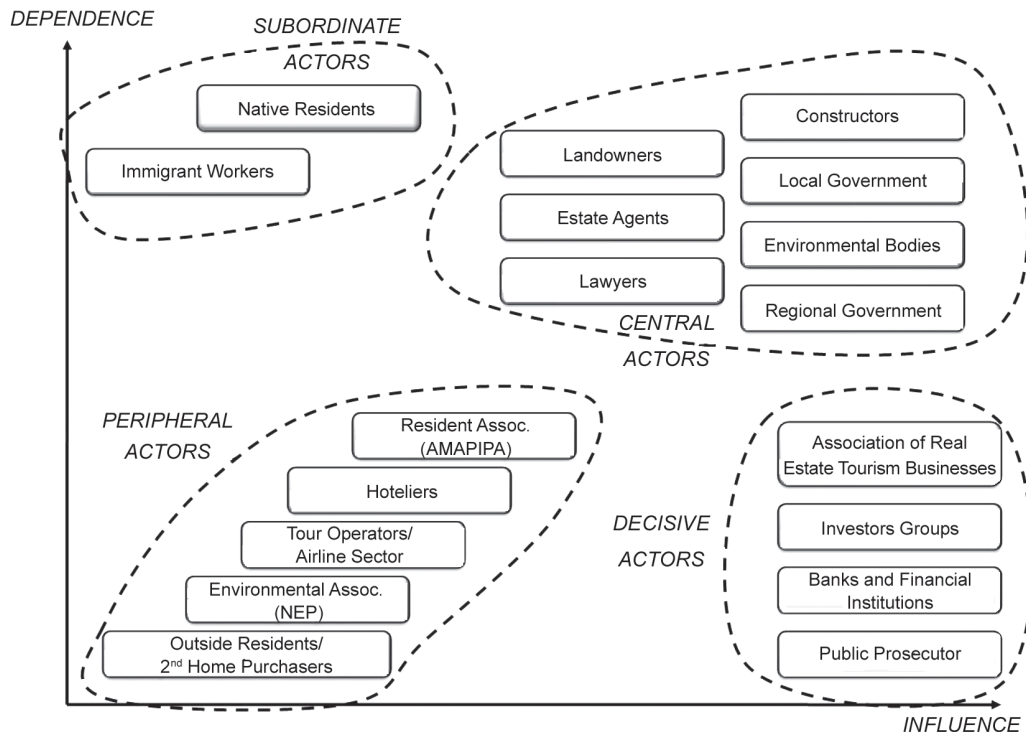 DEPENDENCE
SUBORDINATE
ACTORS
Native Residents
Immigrant Workers
Constructors
Landowners
Local Government
Estate Agents
Environmental Bodies
Lawyers
Regional Government
CENTRAL
ACTORS
PERIPHERAL
ACTORS
Resident Assoc.
(AMAPIPA)
Hoteliers
Tour Operators/
Airline Sector
Environmental Assoc.
(NEP)
Outside Residents/
2nd Home Purchasers
DECISIVE
ACTORS
Association of Real
Estate Tourism Businesses
Investors Groups
Banks and Financial
Institutions
Public Prosecutor
INFLUENCE